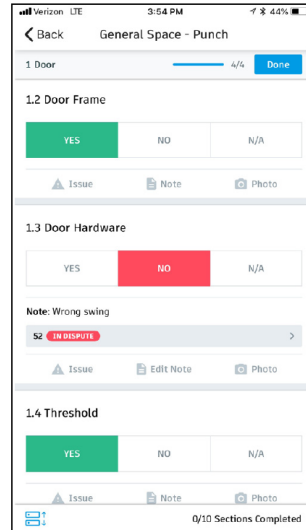 Verizon LTE 3:54 PM 44%
Back General Space - Punch
1 Door 4/4 Done
1.2 Door Frame
YES NO N/A
Issue Note Photo
1.3 Door Hardware
YES NO N/A
Note: Wrong swing
52 IN DISPUTE
Issue Edit Note Photo
1.4 Threshold
YES NO N/A
Issue Note Photo
0/10 Sections Completed